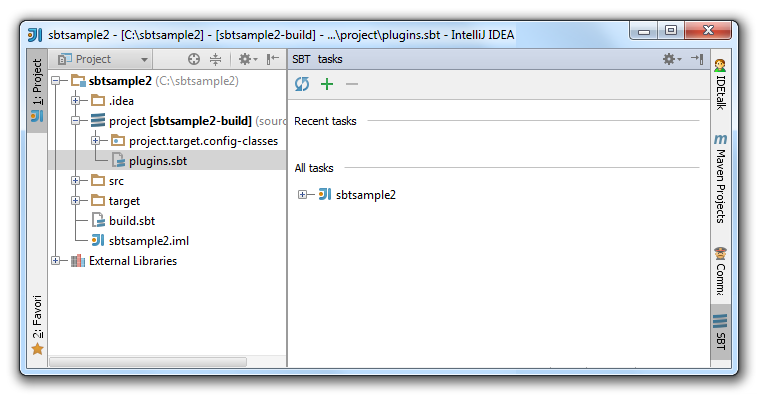 sbtsample2 - [C:\sbtsample2] - [sbtsample2-build] - ...\project\plugins.sbt - IntelliJ IDEA
1: Project
2: Favori
Project
sbtsample2 (C:\sbtsample2)
.idea
project [sbtsample2-build] (sourc
project.target.config-classes
plugins.sbt
src
target
build.sbt
sbtsample2.iml
External Libraries
SBT tasks
Recent tasks
All tasks
sbtsample2
IDEtalk
m
Maven Projects
Comma
SBT